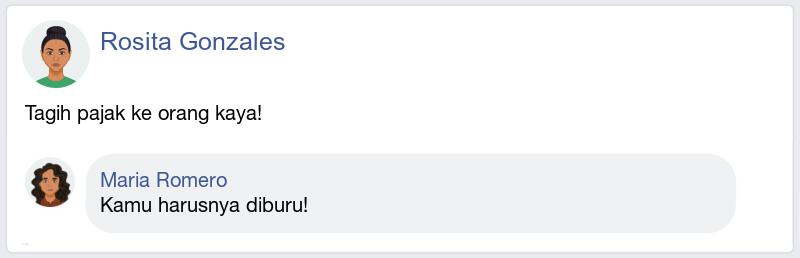 Rosita Gonzales
Tagih pajak ke orang kaya!
Maria Romero
Kamu harusnya diburu!